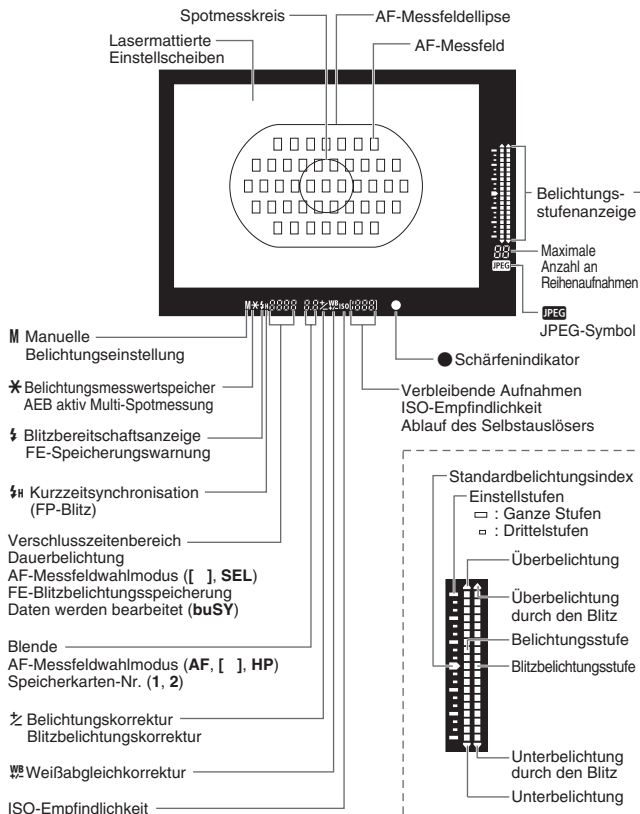 Spotmesskreis
AF-Messfeldellipse
Lasermattierte
Einstellscheiben
AF-Messfeld
Belichtungs-
stufenanzeige
Maximale
Anzahl an
Reihenaufnahmen
JPEG
JPEG
JPEG-Symbol
M WB ISO
M Manuelle
Belichtungseinstellung
Schärfenindikator
Belichtungsmesswertspeicher
AEB aktiv Multi-Spotmessung
Verbleibende Aufnahmen
ISO-Empfindlichkeit
Ablauf des Selbstauslösers
Blitzbereitschaftsanzeige
FE-Speicherungswarnung
H Kurzzeitsynchronisation
(FP-Blitz)
Verschlusszeitenbereich
Dauerbelichtung
AF-Messfeldwahlmodus ([ ], SEL)
FE-Blitzbelichtungsspeicherung
Daten werden bearbeitet (buSY)
Blende
AF-Messfeldwahlmodus (AF, [ ], HP)
Speicherkarten-Nr. (1, 2)
Belichtungskorrektur
Blitzbelichtungskorrektur
WB +/- Weißabgleichkorrektur
ISO-Empfindlichkeit
Standardbelichtungsindex
Einstellstufen
: Ganze Stufen
: Drittelstufen
Überbelichtung
Überbelichtung
durch den Blitz
Belichtungsstufe
Blitzbelichtungsstufe
Unterbelichtung
durch den Blitz
Unterbelichtung